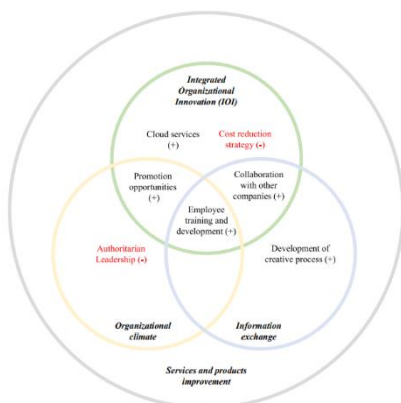 Integrated
Organizational
Innovation (IOI)
Cloud services
(+)
Cost reduction
strategy (-)
Promotion
opportunities
(+)
Collaboration
with other
companies (+)
Employee
training and
development (+)
Authoritarian
Leadership (-)
Development of
creative process (+)
Organizational
climate
Information
exchange
Services and products
improvement